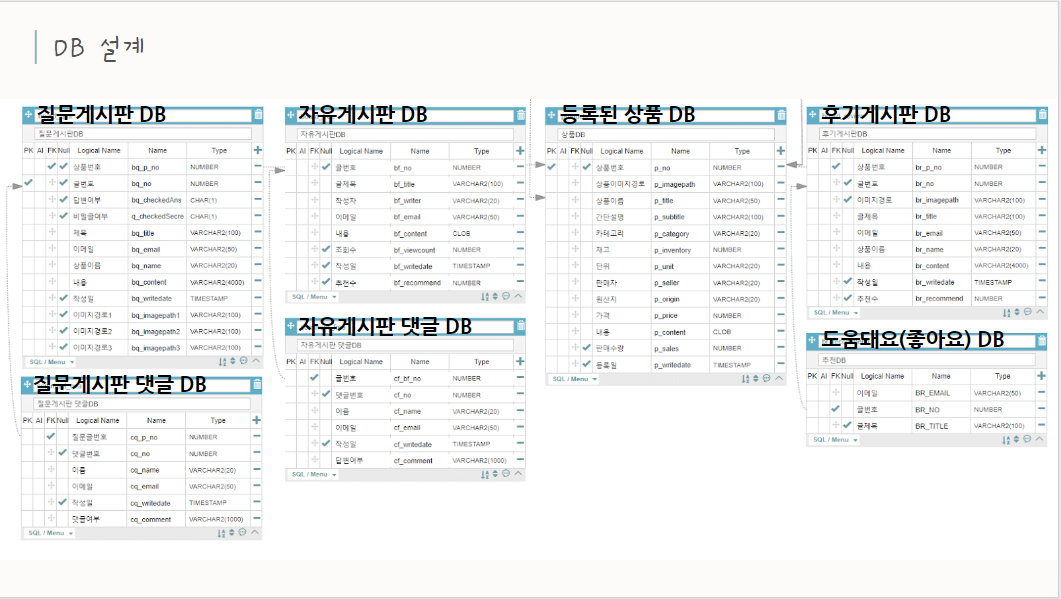 DB 설계
질문게시판 DB
질문게시판DB
PK AI FK Null Logical Name Name Type
상품번호 bq_p_no NUMBER
글번호 bq_no NUMBER
답변여부 bq_checkedAns CHAR(1)
비밀글여부 q_checkedSecre CHAR(1)
제목 bq_title VARCHAR2(100)
이메일 bq_email VARCHAR2(50)
상품이름 bq_name VARCHAR2(20)
내용 bq_content VARCHAR2(4000)
작성일 bq_writedate TIMESTAMP
이미지경로1 bq_imagepath1 VARCHAR2(100)
이미지경로2 bq_imagepath2 VARCHAR2(100)
이미지경로3 bq_imagepath3 VARCHAR2(100)
SQL / Menu
질문게시판 댓글 DB
질문게시판 댓글DB
PK AI FK Null Logical Name Name Type
질문글번호 cq_p_no NUMBER
댓글번호 cq_no NUMBER
이름 cq_name VARCHAR2(20)
이메일 cq_email VARCHAR2(50)
작성일 cq_writedate TIMESTAMP
댓글여부 cq_comment VARCHAR2(1000)
SQL / Menu
자유게시판 DB
자유게시판DB
PK AI FK Null Logical Name Name Type
글번호 bf_no NUMBER
글제목 bf_title VARCHAR2(100)
작성자 bf_writer VARCHAR2(20)
이메일 bf_email VARCHAR2(50)
내용 bf_content CLOB
조회수 bf_viewcount NUMBER
작성일 bf_writedate TIMESTAMP
추천수 bf_recommend NUMBER
SQL / Menu
자유게시판 댓글 DB
자유게시판 댓글DB
PK AI FK Null Logical Name Name Type
글번호 cf_bf_no NUMBER
댓글번호 cf_no NUMBER
이름 cf_name VARCHAR2(20)
이메일 cf_email VARCHAR2(50)
작성일 cf_writedate TIMESTAMP
답변여부 cf_comment VARCHAR2(1000)
SQL / Menu
등록된 상품 DB
상품DB
PK AI FK Null Logical Name Name Type
상품번호 p_no NUMBER
상품이미지경로 p_imagepath VARCHAR2(100)
상품이름 p_title VARCHAR2(50)
간단설명 p_subtitle VARCHAR2(100)
카테고리 p_category VARCHAR2(20)
재고 p_inventory NUMBER
단위 p_unit VARCHAR2(20)
판매자 p_seller VARCHAR2(20)
원산지 p_origin VARCHAR2(20)
가격 p_price NUMBER
내용 p_content CLOB
판매수량 p_sales NUMBER
등록일 p_writedate TIMESTAMP
SQL / Menu
후기게시판 DB
후기게시판DB
PK AI FK Null Logical Name Name Type
상품번호 br_p_no NUMBER
글번호 br_no NUMBER
이미지경로 br_imagepath VARCHAR2(100)
글제목 br_title VARCHAR2(100)
이메일 br_email VARCHAR2(50)
상품이름 br_name VARCHAR2(20)
내용 br_content VARCHAR2(4000)
작성일 br_writedate TIMESTAMP
추천수 br_recommend NUMBER
SQL / Menu
도움돼요(좋아요) DB
추천DB
PK AI FK Null Logical Name Name Type
이메일 BR_EMAIL VARCHAR2(50)
글번호 BR_NO NUMBER
글제목 BR_TITLE VARCHAR2(100)
SQL / Menu